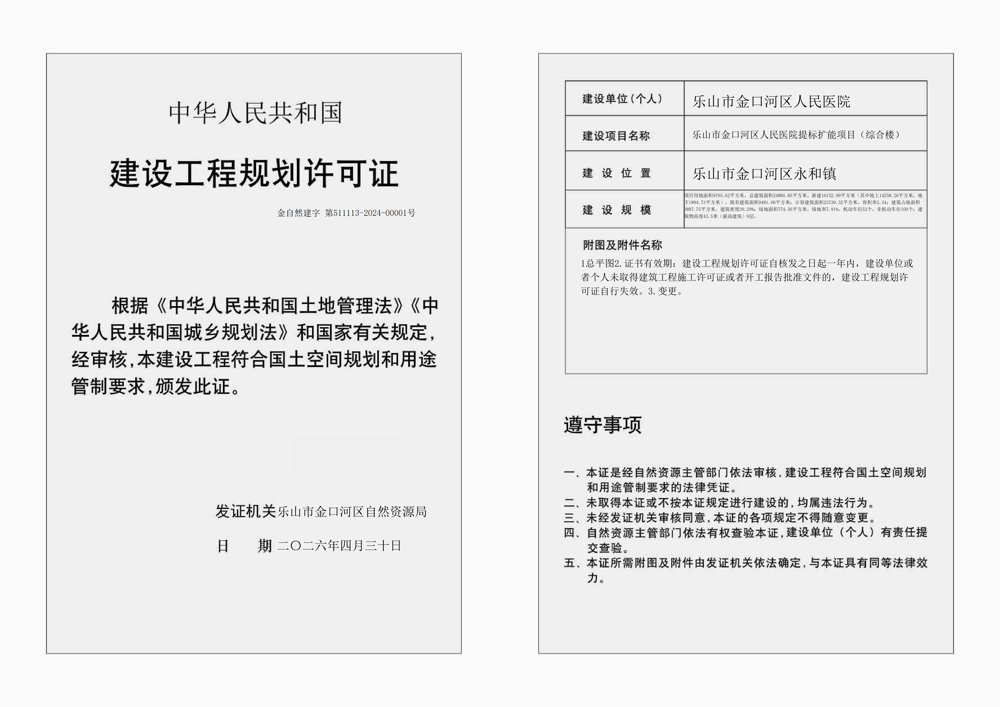 中华人民共和国
建设工程规划许可证
金自然建字 第511113-2024-00001号
根据《中华人民共和国土地管理法》《中
华人民共和国城乡规划法》和国家有关规定,
经审核,本建设工程符合国土空间规划和用途
管制要求,颁发此证。
发证机关 乐山市金口河区自然资源局
日 期 二〇二六年四月三十日
建设单位(个人) 乐山市金口河区人民医院
建设项目名称 乐山市金口河区人民医院提标扩能项目（综合楼）
建设位置 乐山市金口河区永和镇
建设规模
项目用地面积9795.62平方米，总建筑面积24885.85平方米，新建16152.99平方米（其中地上14258.26平方米，地
下1894.73平方米），既有建筑面积9481.06平方米；计容建筑面积23739.32平方米，容积率2.34；建筑占地面积
3897.75平方米，建筑密度39.29%；绿地面积774.56平方米，绿地率7.91%。机动车位52个，非机动车位100个；建
筑物高度43.5米（最高建筑）9层。
附图及附件名称
1总平图2.证书有效期：建设工程规划许可证自核发之日起一年内，建设单位或
者个人未取得建筑工程施工许可证或者开工报告批准文件的，建设工程规划许
可证自行失效。3.变更。
遵守事项
一、本证是经自然资源主管部门依法审核,建设工程符合国土空间规划
和用途管制要求的法律凭证。
二、未取得本证或不按本证规定进行建设的,均属违法行为。
三、未经发证机关审核同意,本证的各项规定不得随意变更。
四、自然资源主管部门依法有权查验本证,建设单位（个人）有责任提
交查验。
五、本证所需附图及附件由发证机关依法确定,与本证具有同等法律效
力。